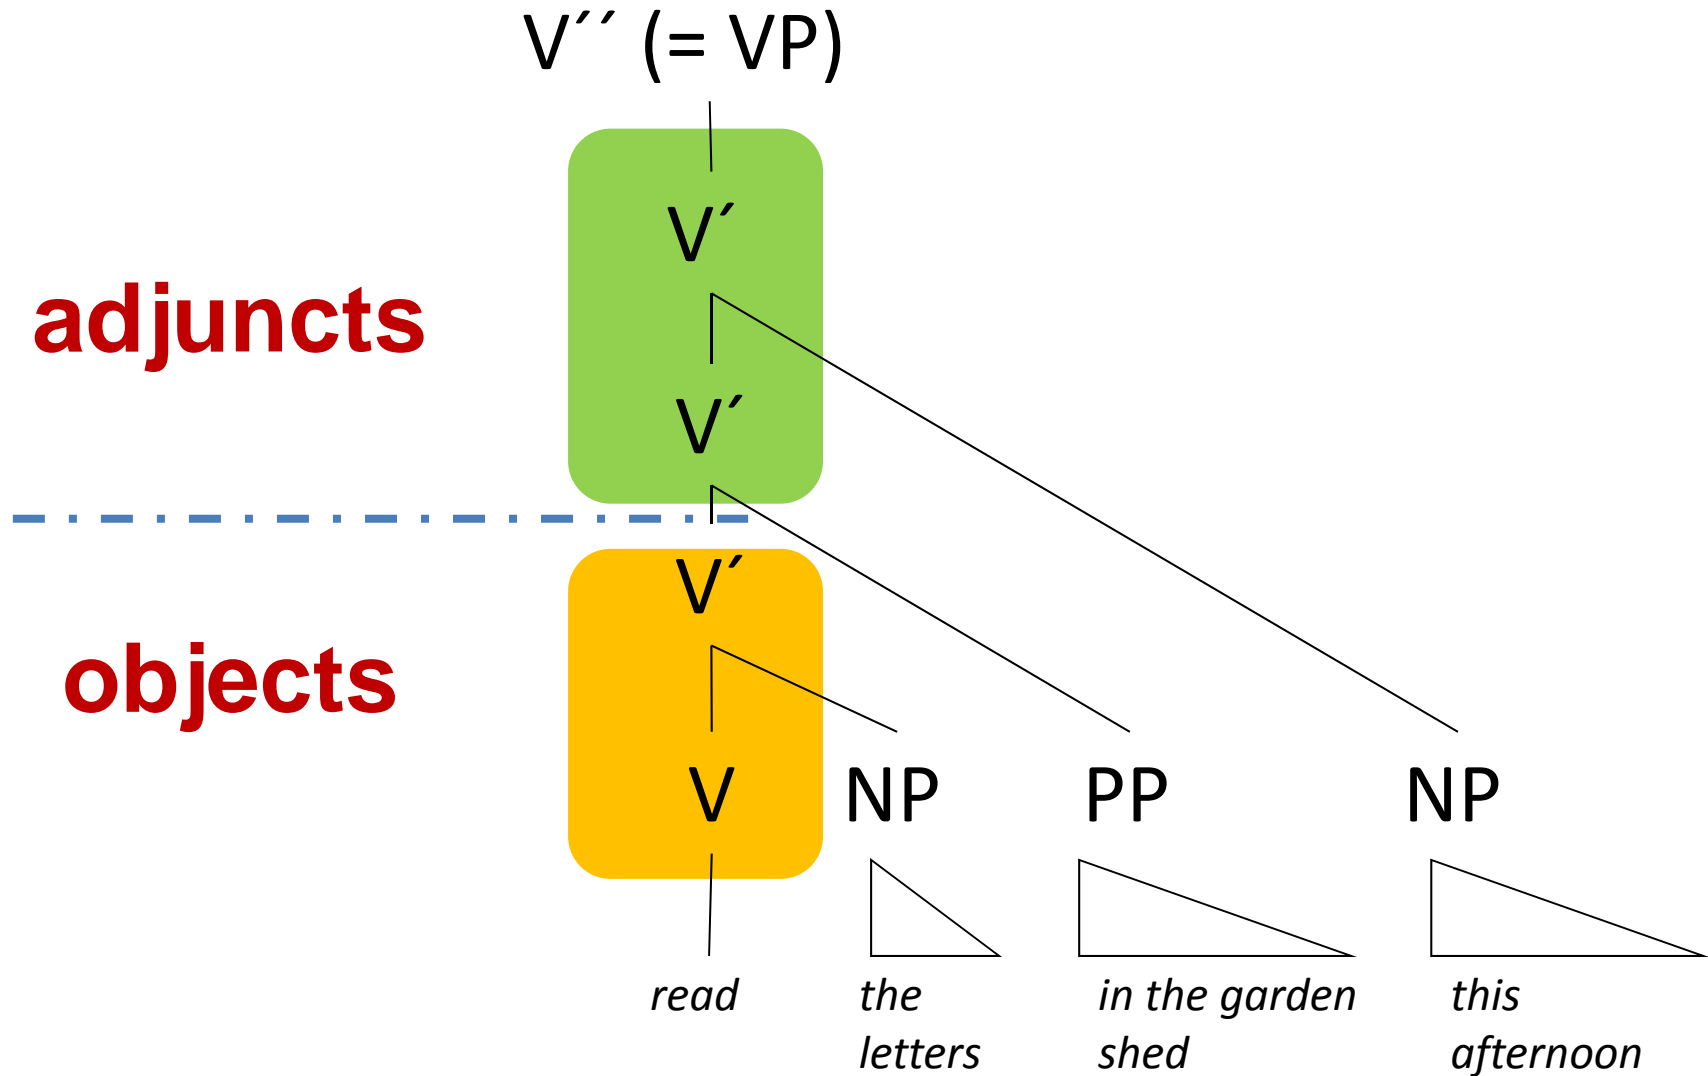 V´´ (= VP)
V´
adjuncts
V´
V´
objects
V NP PP NP
read the in the garden this
letters shed afternoon